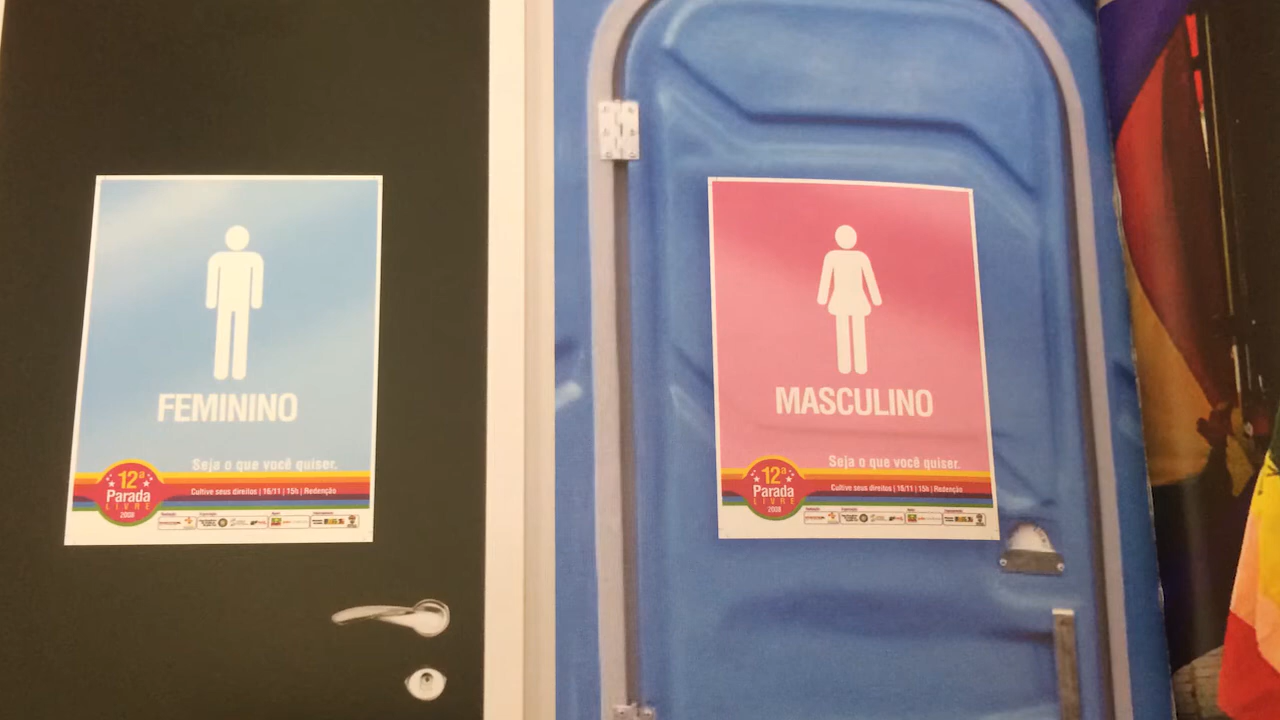 FEMININO
Seja o que você quiser.
12ª
Parada
LIVRE
2008
Cultive seus direitos | 16/11 | 15h | Redenção
MASCULINO
Seja o que você quiser.
12ª
Parada
LIVRE
2008
Cultive seus direitos | 16/11 | 15h | Redenção